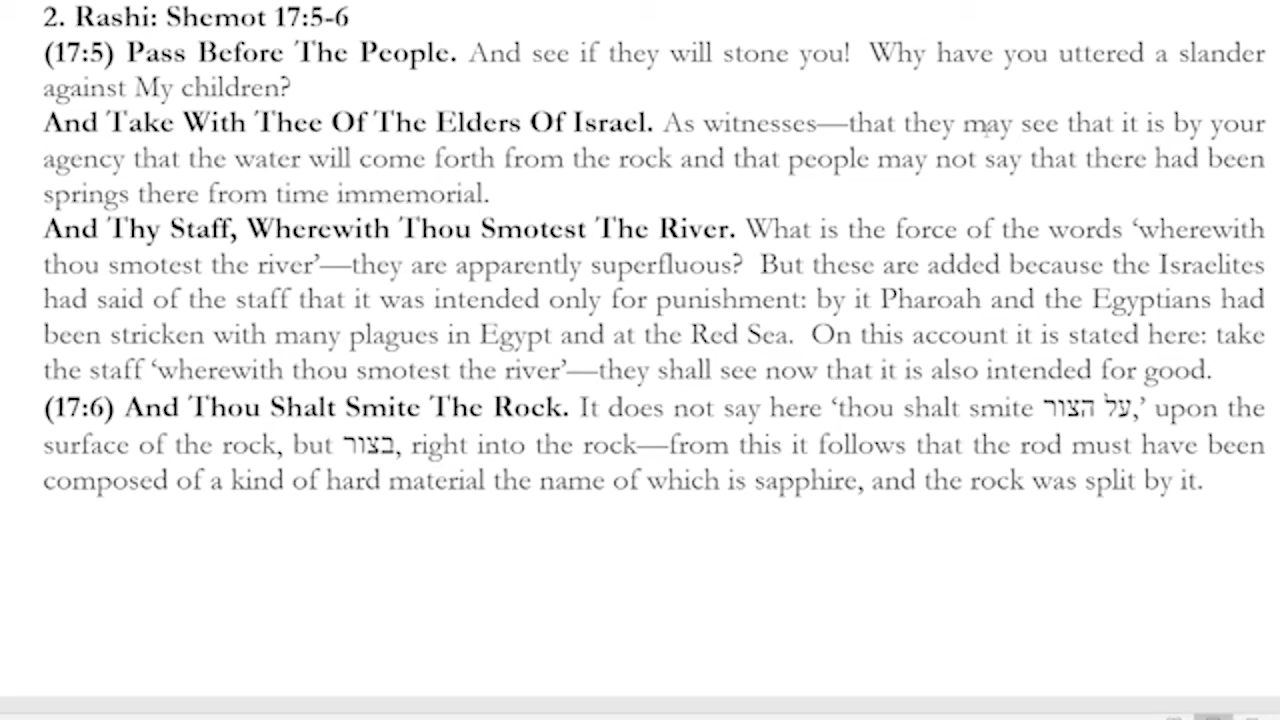 2. Rashi: Shemot 17:5-6
(17:5) Pass Before The People. And see if they will stone you! Why have you uttered a slander
against My children?
And Take With Thee Of The Elders Of Israel. As witnesses—that they may see that it is by your
agency that the water will come forth from the rock and that people may not say that there had been
springs there from time immemorial.
And Thy Staff, Wherewith Thou Smotest The River. What is the force of the words ‘wherewith
thou smotest the river’—they are apparently superfluous? But these are added because the Israelites
had said of the staff that it was intended only for punishment: by it Pharoah and the Egyptians had
been stricken with many plagues in Egypt and at the Red Sea. On this account it is stated here: take
the staff ‘wherewith thou smotest the river’—they shall see now that it is also intended for good.
(17:6) And Thou Shalt Smite The Rock. It does not say here ‘thou shalt smite על הצור,’ upon the
surface of the rock, but בצור, right into the rock—from this it follows that the rod must have been
composed of a kind of hard material the name of which is sapphire, and the rock was split by it.